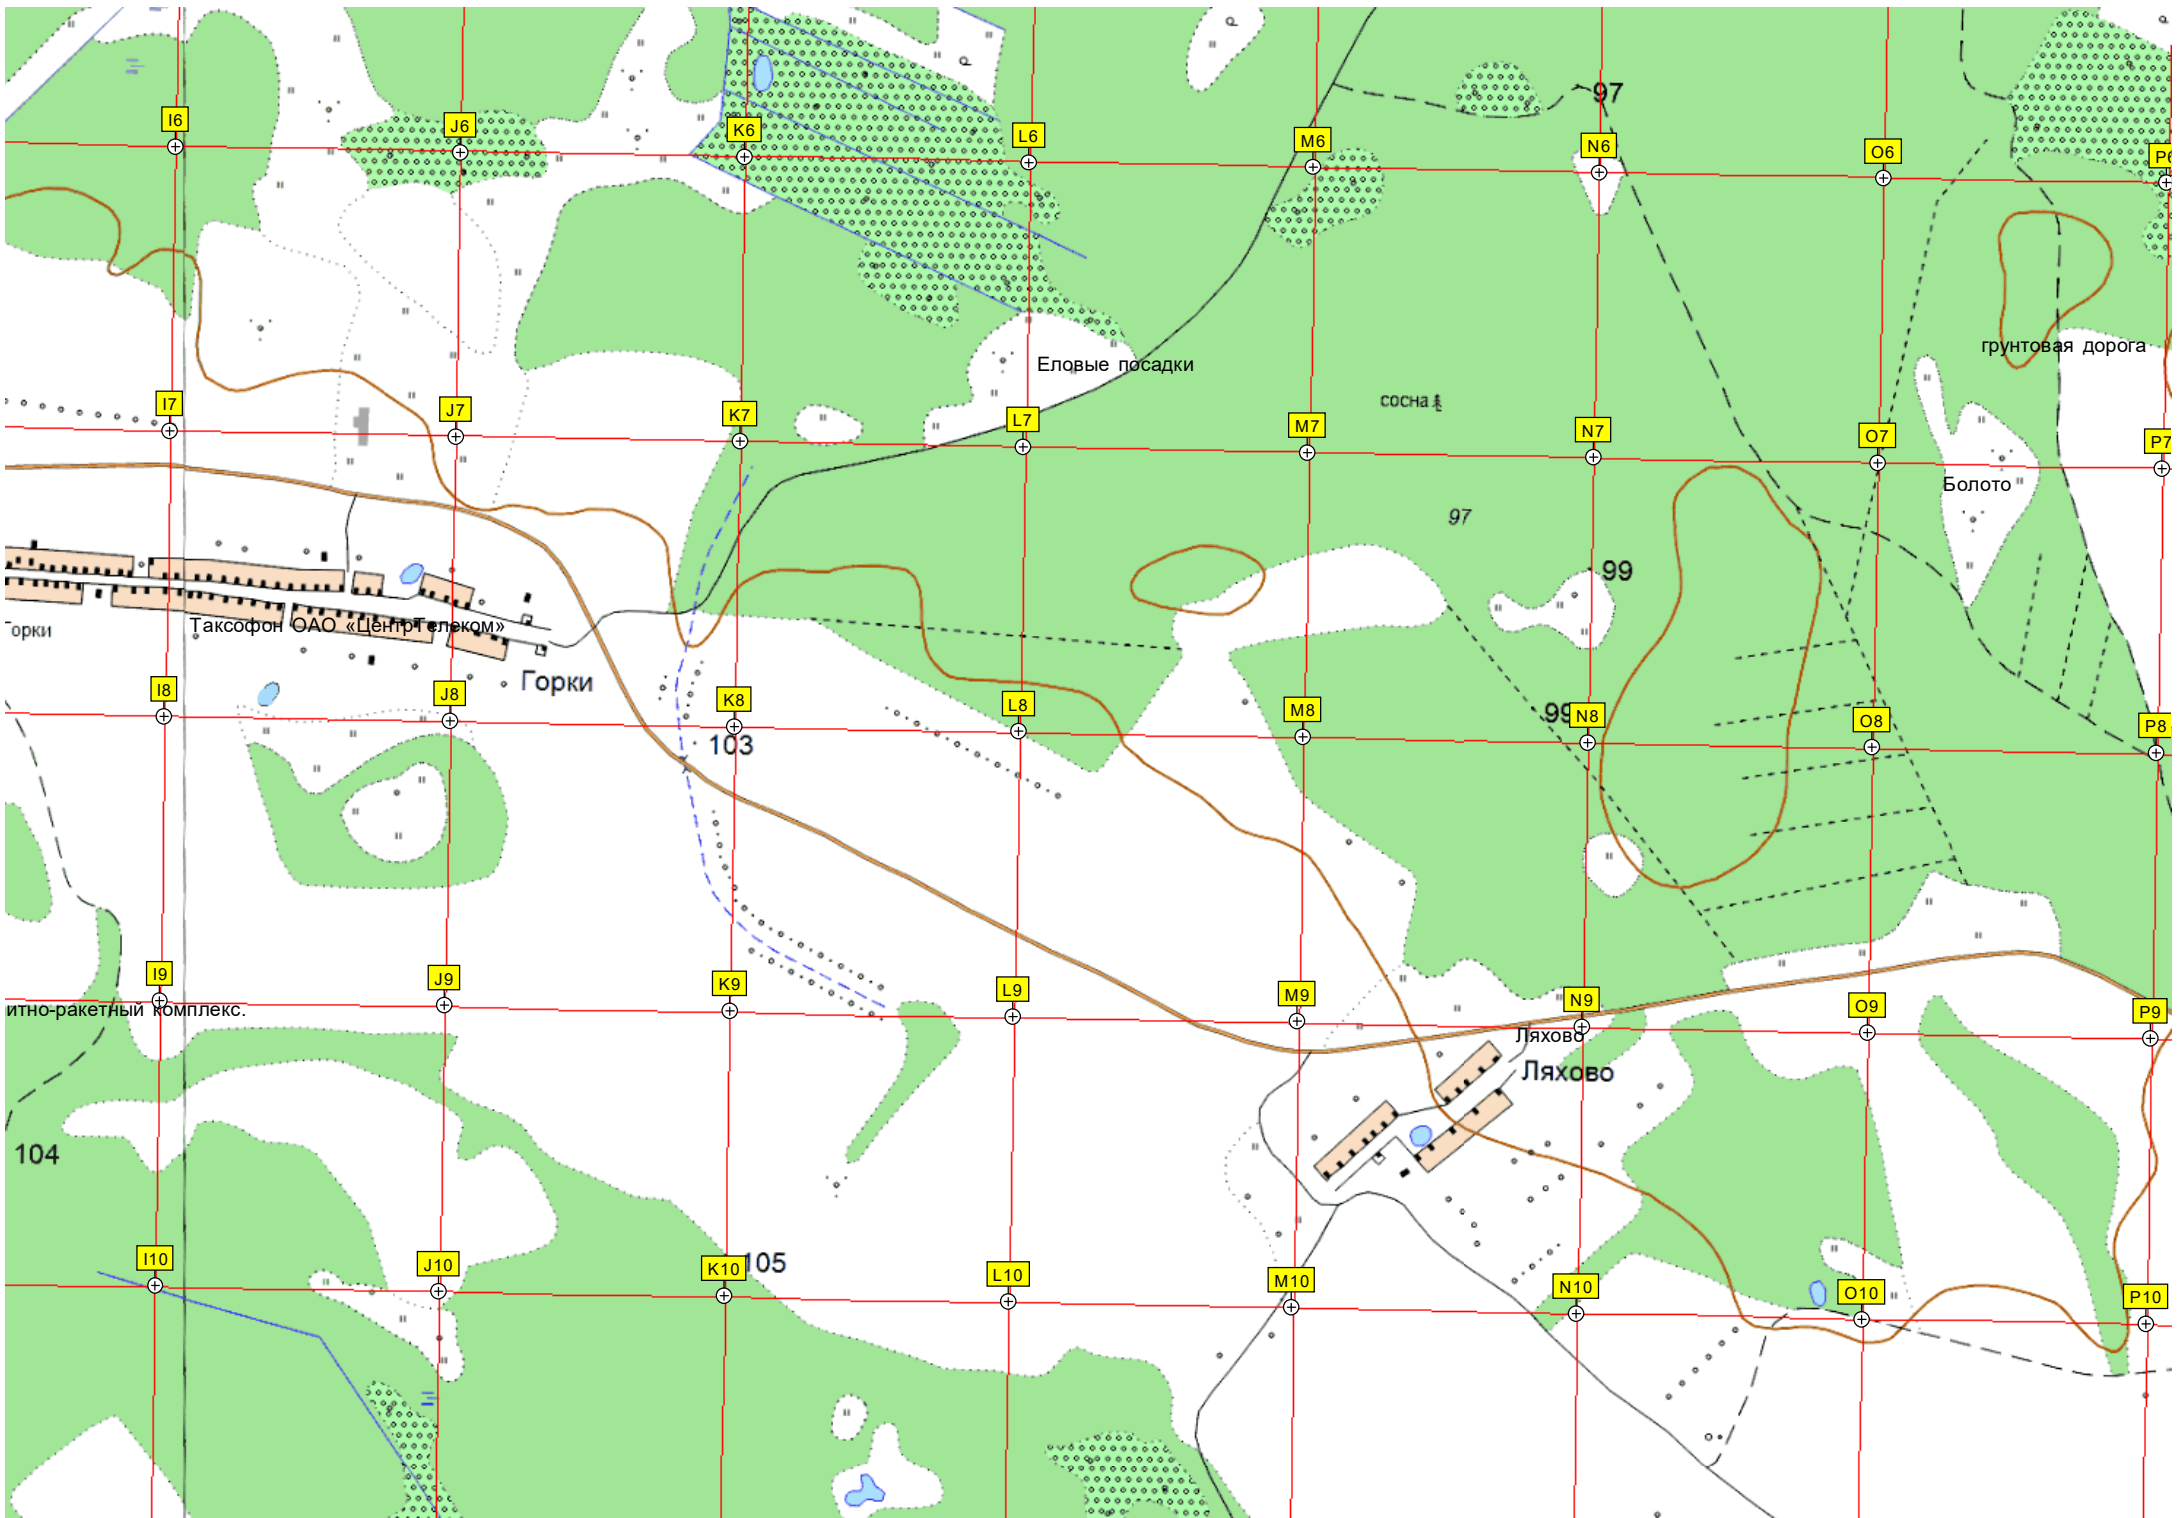 97
I6
J6
K6
L6
M6
N6
O6
P6
Еловые посадки
грунтовая дорога
сосна
I7
J7
K7
L7
M7
N7
O7
P7
Болото
97
99
Таксофон ОАО «ЦентрТелеком»
орки
Горки
I8
J8
K8
L8
M8
99
N8
O8
P8
103
I9
J9
K9
L9
M9
N9
O9
P9
итно-ракетный комплекс.
Ляхово
Ляхово
104
I10
J10
K10
105
L10
M10
N10
O10
P10